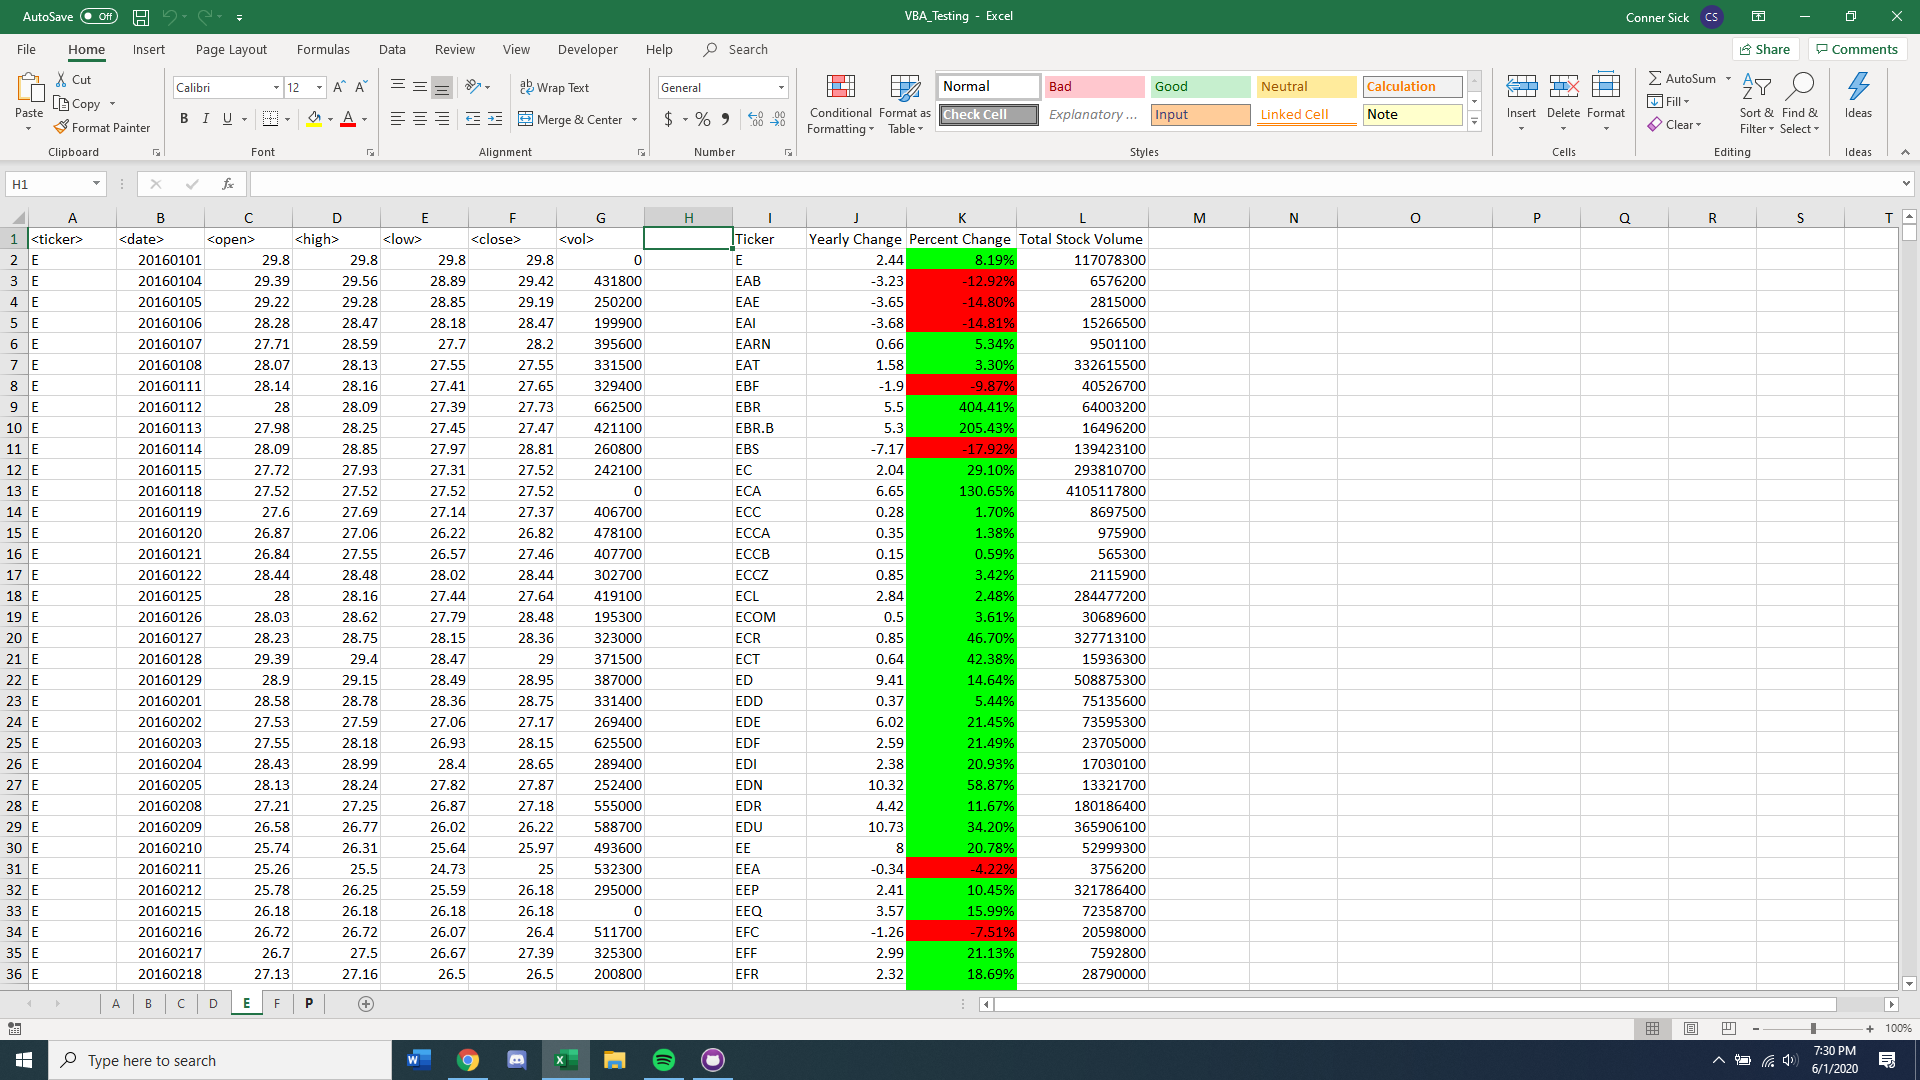 AutoSave Off VBA_Testing - Excel Conner Sick CS
File Home Insert Page Layout Formulas Data Review View Developer Help Search Share Comments
Paste Cut Copy Format Painter Clipboard
Calibri 12 A A B I U A Font
Wrap Text Merge & Center Alignment
General $ % Number
Conditional Formatting Format as Table
Normal Bad Good Neutral Calculation
Check Cell Explanatory ... Input Linked Cell Note
Styles
Insert Delete Format Cells
AutoSum Fill Clear Sort & Filter Find & Select Editing
Ideas Ideas
H1 fx
A B C D E F G H I J K L M N O P Q R S T
1 <ticker> <date> <open> <high> <low> <close> <vol> Ticker Yearly Change Percent Change Total Stock Volume
2 E 20160101 29.8 29.8 29.8 29.8 0 E 2.44 8.19% 117078300
3 E 20160104 29.39 29.56 28.89 29.42 431800 EAB -3.23 -12.92% 6576200
4 E 20160105 29.22 29.28 28.85 29.19 250200 EAE -3.65 -14.80% 2815000
5 E 20160106 28.28 28.47 28.18 28.47 199900 EAI -3.68 -14.81% 15266500
6 E 20160107 27.71 28.59 27.7 28.2 395600 EARN 0.66 5.34% 9501100
7 E 20160108 28.07 28.13 27.55 27.55 331500 EAT 1.58 3.30% 332615500
8 E 20160111 28.14 28.16 27.41 27.65 329400 EBF -1.9 -9.87% 40526700
9 E 20160112 28 28.09 27.39 27.73 662500 EBR 5.5 404.41% 64003200
10 E 20160113 27.98 28.25 27.45 27.47 421100 EBR.B 5.3 205.43% 16496200
11 E 20160114 28.09 28.85 27.97 28.81 260800 EBS -7.17 -17.92% 139423100
12 E 20160115 27.72 27.93 27.31 27.52 242100 EC 2.04 29.10% 293810700
13 E 20160118 27.52 27.52 27.52 27.52 0 ECA 6.65 130.65% 4105117800
14 E 20160119 27.6 27.69 27.14 27.37 406700 ECC 0.28 1.70% 8697500
15 E 20160120 26.87 27.06 26.22 26.82 478100 ECCA 0.35 1.38% 975900
16 E 20160121 26.84 27.55 26.57 27.46 407700 ECCB 0.15 0.59% 565300
17 E 20160122 28.44 28.48 28.02 28.44 302700 ECCZ 0.85 3.42% 2115900
18 E 20160125 28 28.16 27.44 27.64 419100 ECL 2.84 2.48% 284477200
19 E 20160126 28.03 28.62 27.79 28.48 195300 ECOM 0.5 3.61% 30689600
20 E 20160127 28.23 28.75 28.15 28.36 323000 ECR 0.85 46.70% 327713100
21 E 20160128 29.39 29.4 28.47 29 371500 ECT 0.64 42.38% 15936300
22 E 20160129 28.9 29.15 28.49 28.95 387000 ED 9.41 14.64% 508875300
23 E 20160201 28.58 28.78 28.36 28.75 331400 EDD 0.37 5.44% 75135600
24 E 20160202 27.53 27.59 27.06 27.17 269400 EDE 6.02 21.45% 73595300
25 E 20160203 27.55 28.18 26.93 28.15 625500 EDF 2.59 21.49% 23705000
26 E 20160204 28.43 28.99 28.4 28.65 289400 EDI 2.38 20.93% 17030100
27 E 20160205 28.13 28.24 27.82 27.87 252400 EDN 10.32 58.87% 13321700
28 E 20160208 27.21 27.25 26.87 27.18 555000 EDR 4.42 11.67% 180186400
29 E 20160209 26.58 26.77 26.02 26.22 588700 EDU 10.73 34.20% 365906100
30 E 20160210 25.74 26.31 25.64 25.97 493600 EE 8 20.78% 52999300
31 E 20160211 25.26 25.5 24.73 25 532300 EEA -0.34 -4.22% 3756200
32 E 20160212 25.78 26.25 25.59 26.18 295000 EEP 2.41 10.45% 321786400
33 E 20160215 26.18 26.18 26.18 26.18 0 EEQ 3.57 15.99% 72358700
34 E 20160216 26.72 26.72 26.07 26.4 511700 EFC -1.26 -7.51% 20598000
35 E 20160217 26.7 27.5 26.67 27.39 325300 EFF 2.99 21.13% 7592800
36 E 20160218 27.13 27.16 26.5 26.5 200800 EFR 2.32 18.69% 28790000
A B C D E F P
100%
Type here to search
7:30 PM
6/1/2020